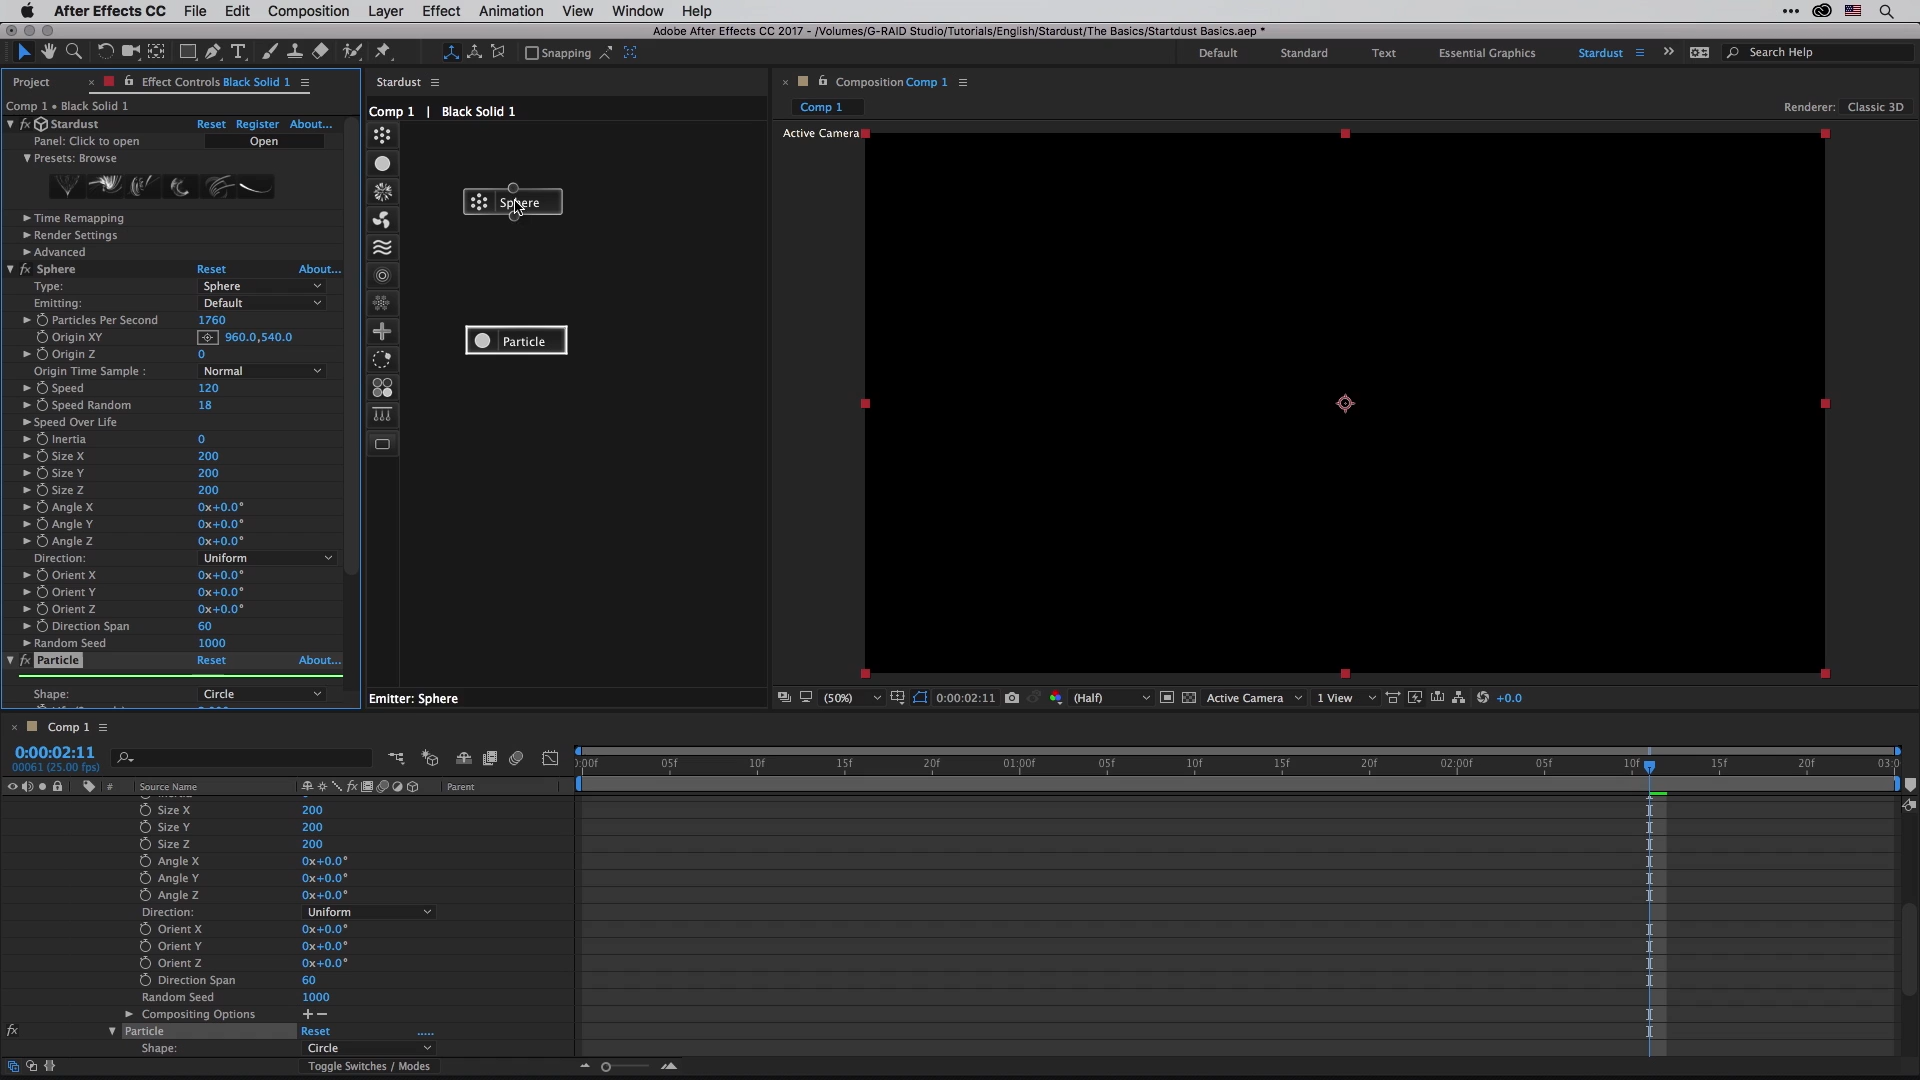 After Effects CC File Edit Composition Layer Effect Animation View Window Help
Adobe After Effects CC 2017 - /Volumes/G-RAID Studio/Tutorials/English/Stardust/The Basics/Startdust Basics.aep *
Snapping Default Standard Text Essential Graphics Stardust Search Help
Project Effect Controls Black Solid 1
Comp 1 • Black Solid 1
Stardust Reset Register About...
Panel: Click to open Open
Presets: Browse
Time Remapping
Render Settings
Advanced
Sphere Reset About...
Type: Sphere
Emitting: Default
Particles Per Second 1760
Origin XY 960.0,540.0
Origin Z 0
Origin Time Sample : Normal
Speed 120
Speed Random 18
Speed Over Life
Inertia 0
Size X 200
Size Y 200
Size Z 200
Angle X 0x+0.0°
Angle Y 0x+0.0°
Angle Z 0x+0.0°
Direction: Uniform
Orient X 0x+0.0°
Orient Y 0x+0.0°
Orient Z 0x+0.0°
Direction Span 60
Random Seed 1000
Particle Reset About...
Shape: Circle
Stardust
Comp 1 | Black Solid 1
Sphere
Particle
Emitter: Sphere
Composition Comp 1
Comp 1 Renderer: Classic 3D
Active Camera
(50%) 0:00:02:11 (Half) Active Camera 1 View +0.0
Comp 1
0:00:02:11
00061 (25.00 fps)
:00f 05f 10f 15f 20f 01:00f 05f 10f 15f 20f 02:00f 05f 10f 15f 20f 03:0
# Source Name Parent
Size X 200
Size Y 200
Size Z 200
Angle X 0x+0.0°
Angle Y 0x+0.0°
Angle Z 0x+0.0°
Direction: Uniform
Orient X 0x+0.0°
Orient Y 0x+0.0°
Orient Z 0x+0.0°
Direction Span 60
Random Seed 1000
Compositing Options + −
fx Particle Reset .....
Shape: Circle
Toggle Switches / Modes